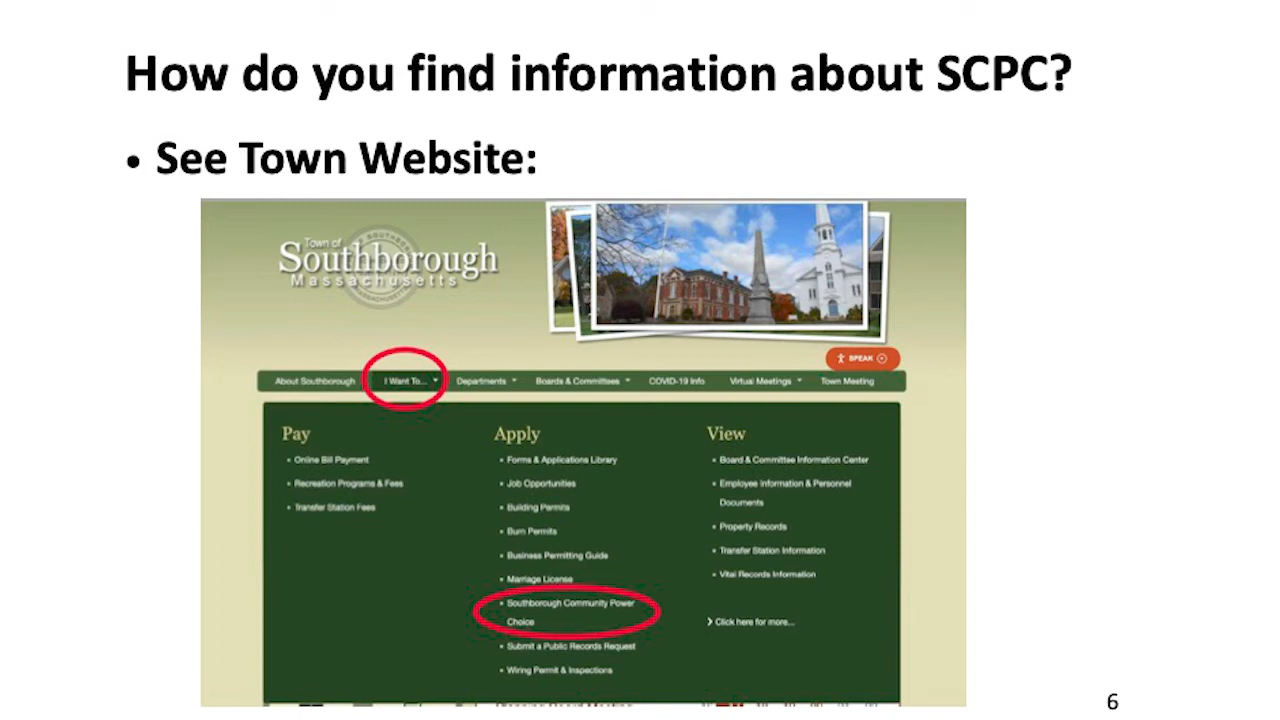 How do you find information about SCPC?
• See Town Website:
Town of
Southborough
Massachusetts
SPEAK
About Southborough I Want To... Departments Boards & Committees COVID-19 Info Virtual Meetings Town Meeting
Pay
Online Bill Payment
Recreation Programs & Fees
Transfer Station Fees
Apply
Forms & Applications Library
Job Opportunities
Building Permits
Burn Permits
Business Permitting Guide
Marriage License
Southborough Community Power
Choice
Submit a Public Records Request
Wiring Permit & Inspections
View
Board & Committee Information Center
Employee Information & Personnel
Documents
Property Records
Transfer Station Information
Vital Records Information
Click here for more...
6